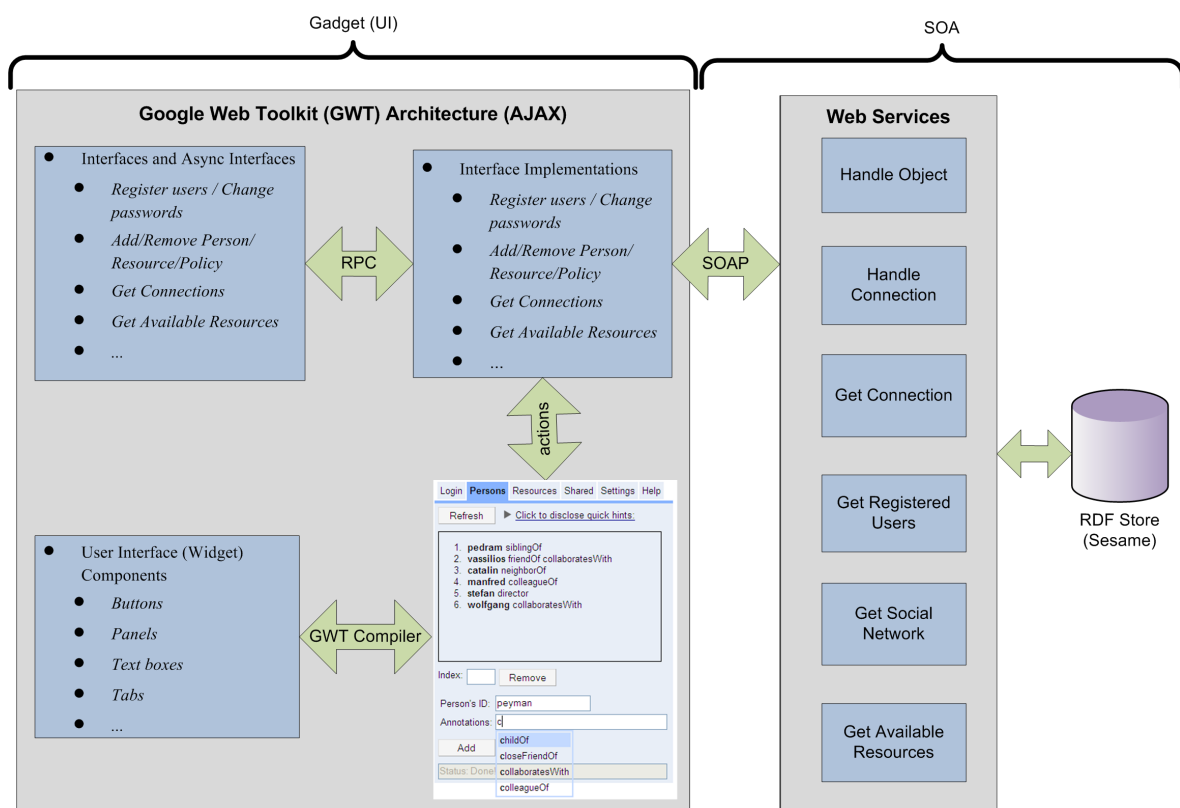 Gadget (UI)
SOA
Google Web Toolkit (GWT) Architecture (AJAX)
Interfaces and Async Interfaces
Register users / Change
passwords
Add/Remove Person/
Resource/Policy
Get Connections
Get Available Resources
...
RPC
Interface Implementations
Register users / Change
passwords
Add/Remove Person/
Resource/Policy
Get Connections
Get Available Resources
...
SOAP
actions
User Interface (Widget)
Components
Buttons
Panels
Text boxes
Tabs
...
GWT Compiler
Login Persons Resources Shared Settings Help
Refresh Click to disclose quick hints:
1. pedram siblingOf
2. vassilios friendOf collaboratesWith
3. catalin neighborOf
4. manfred colleagueOf
5. stefan director
6. wolfgang collaboratesWith
Index: Remove
Person's ID: peyman
Annotations: c
Add
childOf
closeFriendOf
Status: Done! collaboratesWith
colleagueOf
Web Services
Handle Object
Handle
Connection
Get Connection
Get Registered
Users
Get Social
Network
Get Available
Resources
RDF Store
(Sesame)